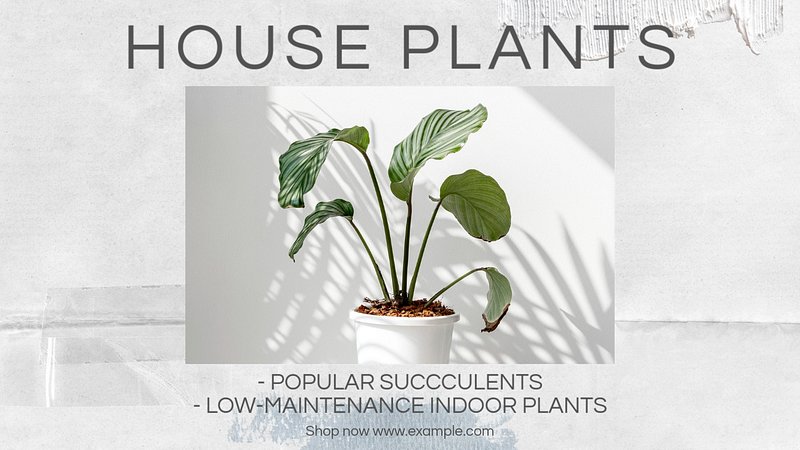 HOUSE PLANTS
- POPULAR SUCCCULENTS
- LOW-MAINTENANCE INDOOR PLANTS
Shop now www.example.com